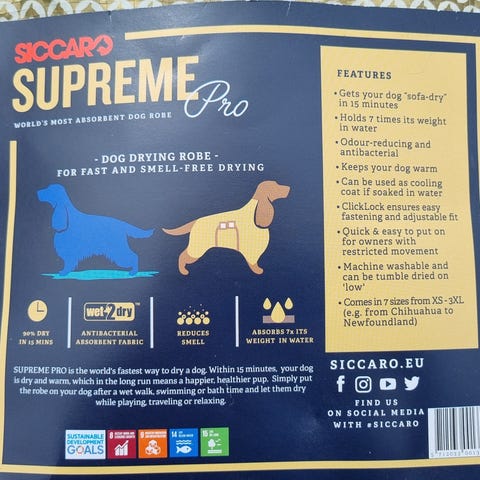 SICCARO
SUPREME
Pro
WORLD'S MOST ABSORBENT DOG ROBE
- DOG DRYING ROBE -
FOR FAST AND SMELL-FREE DRYING
90% DRY
IN 15 MINS
wet2dry
ANTIBACTERIAL
ABSORBENT FABRIC
REDUCES
SMELL
ABSORBS 7x ITS
WEIGHT IN WATER
SUPREME PRO is the world's fastest way to dry a dog. Within 15 minutes, your dog
is dry and warm, which in the long run means a happier, healthier pup. Simply put
the robe on your dog after a wet walk, swimming or bath time and let them dry
while playing, traveling or relaxing.
SUSTAINABLE
DEVELOPMENT
GOALS
8
9
14
15
FEATURES
• Gets your dog "sofa-dry"
in 15 minutes
• Holds 7 times its weight
in water
• Odour-reducing and
antibacterial
• Keeps your dog warm
• Can be used as cooling
coat if soaked in water
• ClickLock ensures easy
fastening and adjustable fit
• Quick & easy to put on
for owners with
restricted movement
• Machine washable and
can be tumble dried on
'low'
• Comes in 7 sizes from XS - 3XL
(e.g. from Chihuahua to
Newfoundland)
SICCARO.EU
FIND US
ON SOCIAL MEDIA
WITH #SICCARO